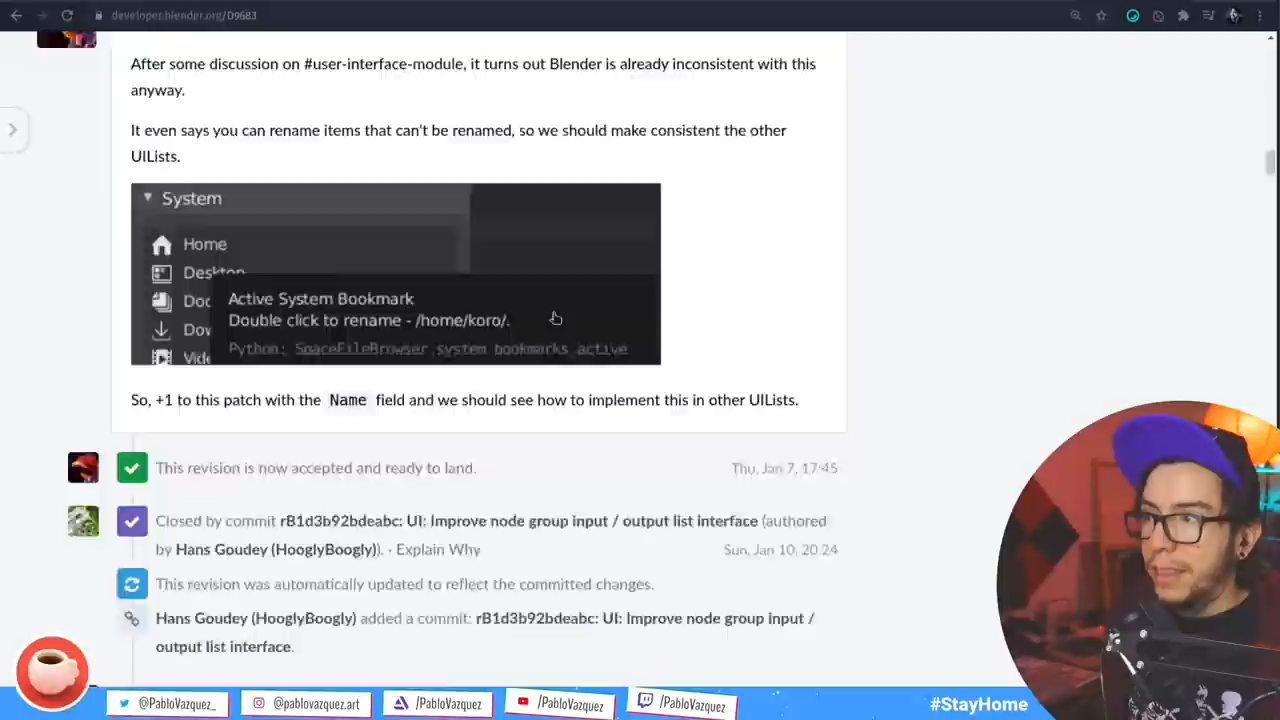 developer.blender.org/D9683
After some discussion on #user-interface-module, it turns out Blender is already inconsistent with this
anyway.
It even says you can rename items that can't be renamed, so we should make consistent the other
UILists.
System
Home
Desktop
Doc
Active System Bookmark
Dow
Double click to rename - /home/koro/.
Vide
Python: SpaceFileBrowser.system_bookmarks_active
So, +1 to this patch with the Name field and we should see how to implement this in other UILists.
This revision is now accepted and ready to land.
Thu, Jan 7, 17:45
Closed by commit rB1d3b92bdeabc: UI: Improve node group input / output list interface (authored
by Hans Goudey (HooglyBoogly)). · Explain Why
Sun, Jan 10, 20:24
This revision was automatically updated to reflect the committed changes.
Hans Goudey (HooglyBoogly) added a commit: rB1d3b92bdeabc: UI: Improve node group input /
output list interface.
@PabloVazquez_
@pablovazquez.art
/PabloVazquez
/PabloVazquez
/PabloVazquez
#StayHome